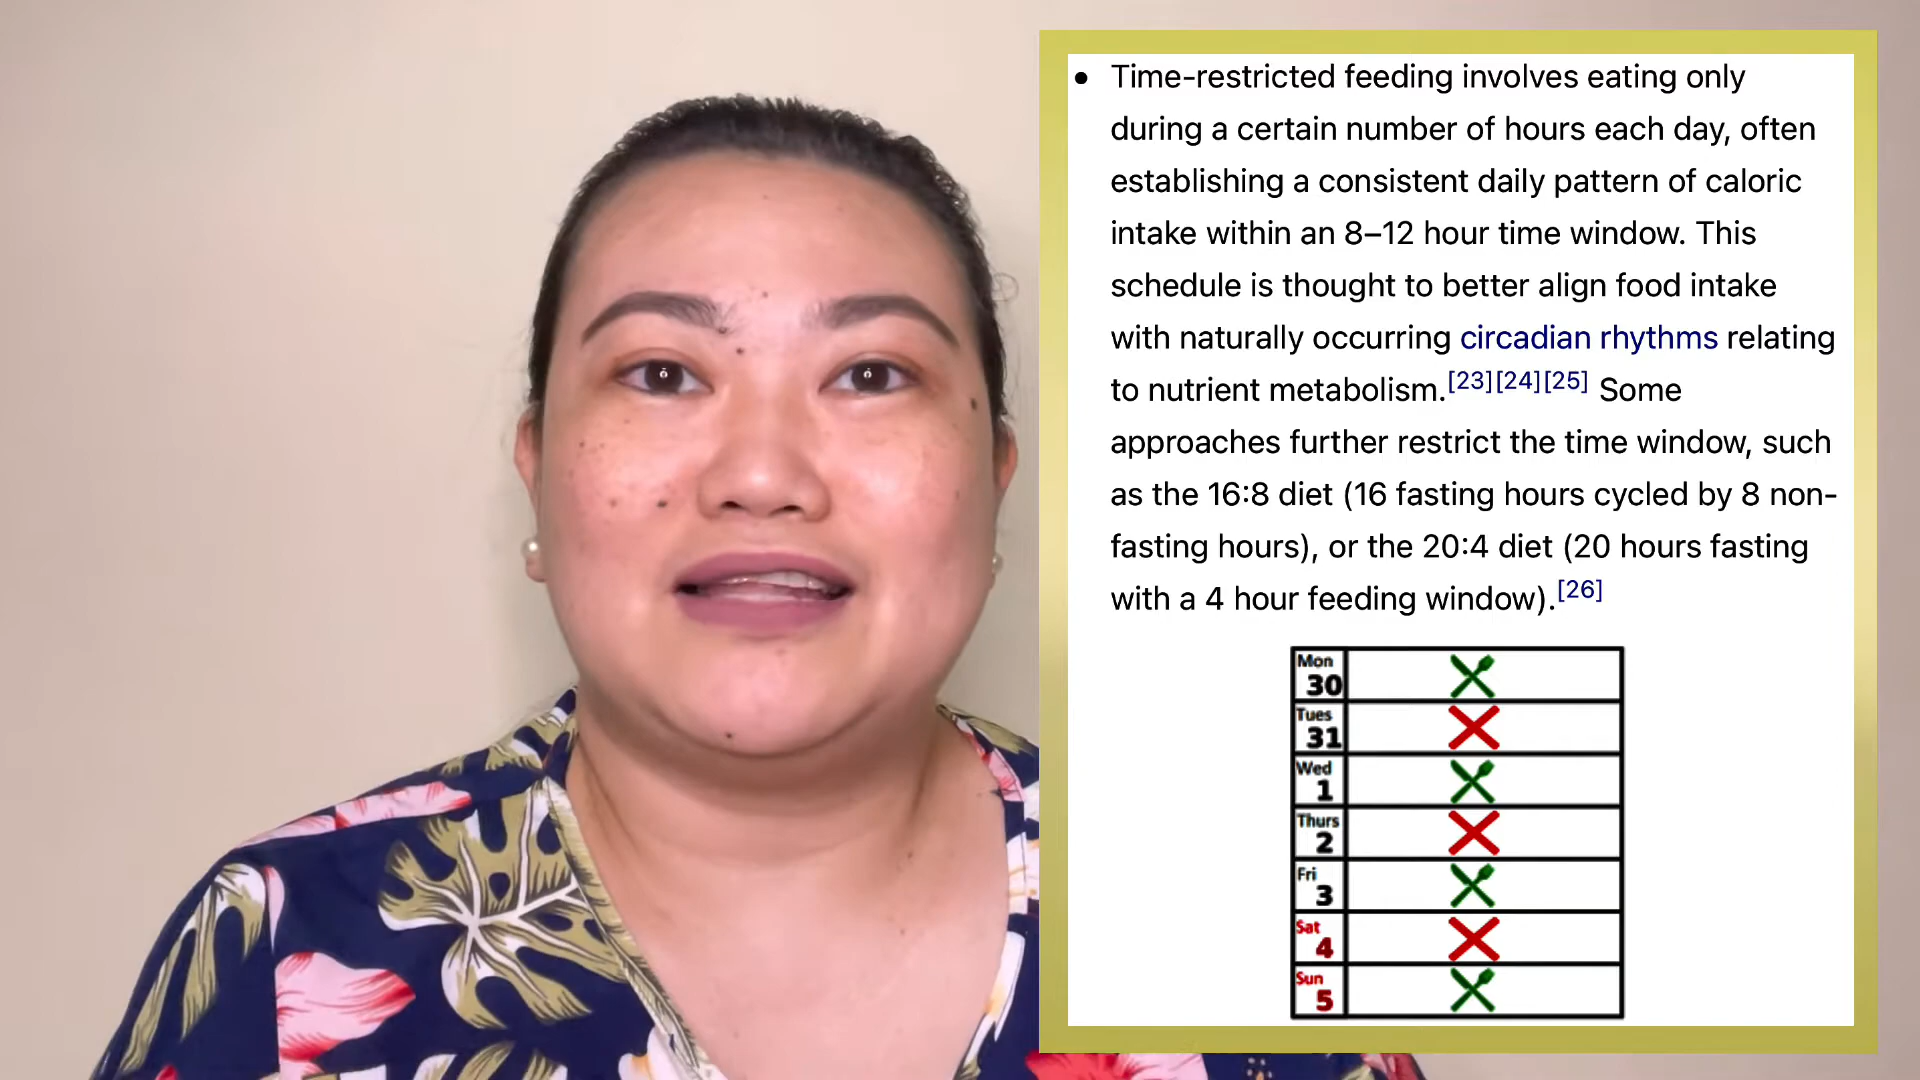 • Time-restricted feeding involves eating only
during a certain number of hours each day, often
establishing a consistent daily pattern of caloric
intake within an 8–12 hour time window. This
schedule is thought to better align food intake
with naturally occurring circadian rhythms relating
to nutrient metabolism.[23][24][25] Some
approaches further restrict the time window, such
as the 16:8 diet (16 fasting hours cycled by 8 non-
fasting hours), or the 20:4 diet (20 hours fasting
with a 4 hour feeding window).[26]
Mon
30
Tues
31
Wed
1
Thurs
2
Fri
3
Sat
4
Sun
5